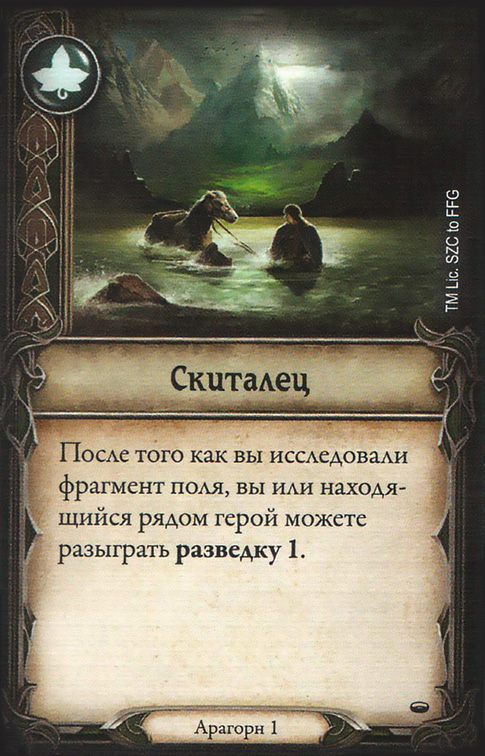 TM Lic. SZC to FFG
Скиталец
После того как вы исследовали
фрагмент поля, вы или находя-
щийся рядом герой можете
разыграть разведку 1.
Арагорн 1